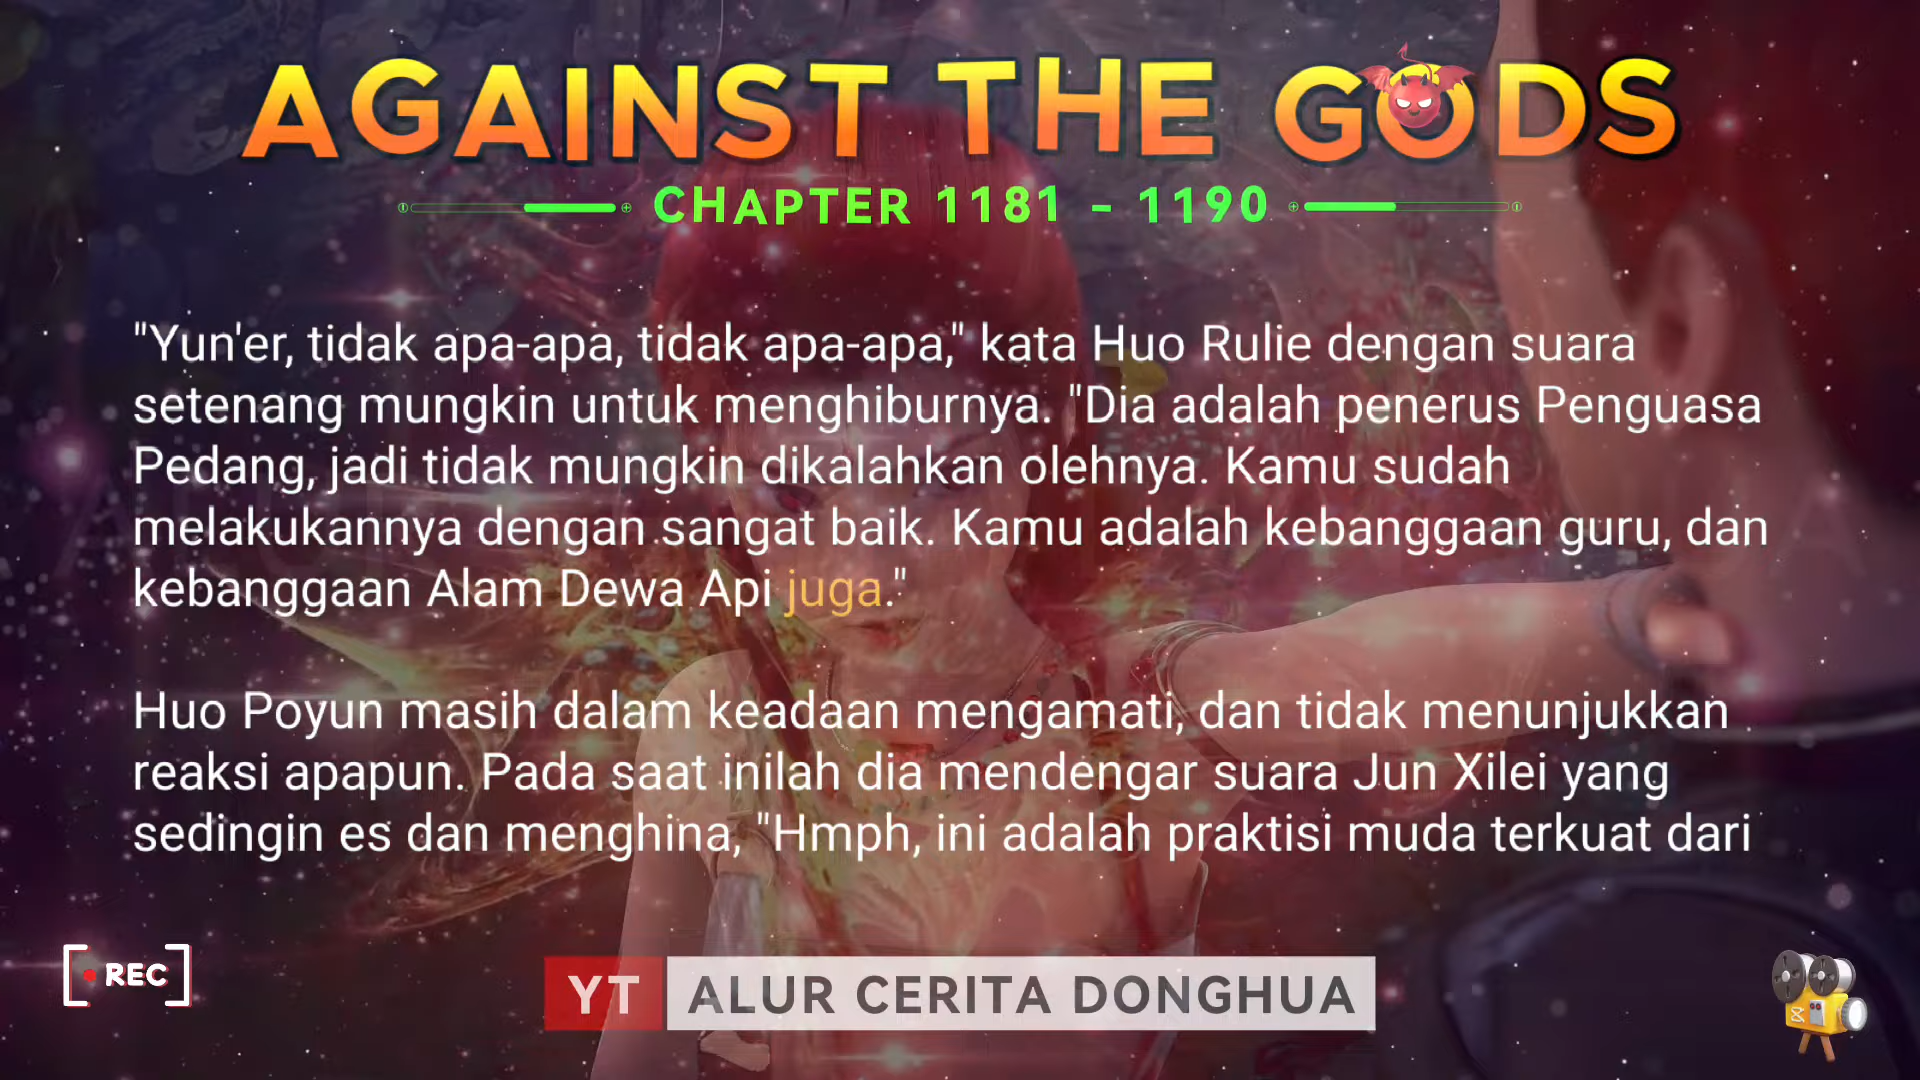 AGAINST THE GODS
CHAPTER 1181 - 1190
"Yun'er, tidak apa-apa, tidak apa-apa," kata Huo Rulie dengan suara
setenang mungkin untuk menghiburnya. "Dia adalah penerus Penguasa
Pedang, jadi tidak mungkin dikalahkan olehnya. Kamu sudah
melakukannya dengan sangat baik. Kamu adalah kebanggaan guru, dan
kebanggaan Alam Dewa Api juga."
Huo Poyun masih dalam keadaan mengamati, dan tidak menunjukkan
reaksi apapun. Pada saat inilah dia mendengar suara Jun Xilei yang
sedingin es dan menghina, "Hmph, ini adalah praktisi muda terkuat dari
REC
YT ALUR CERITA DONGHUA